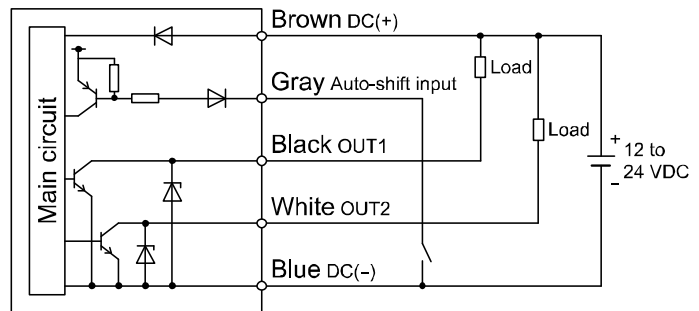 Brown DC(+)
Load
Gray Auto-shift input
Load
Main circuit
Black OUT1
+ 12 to
− 24 VDC
White OUT2
Blue DC(−)